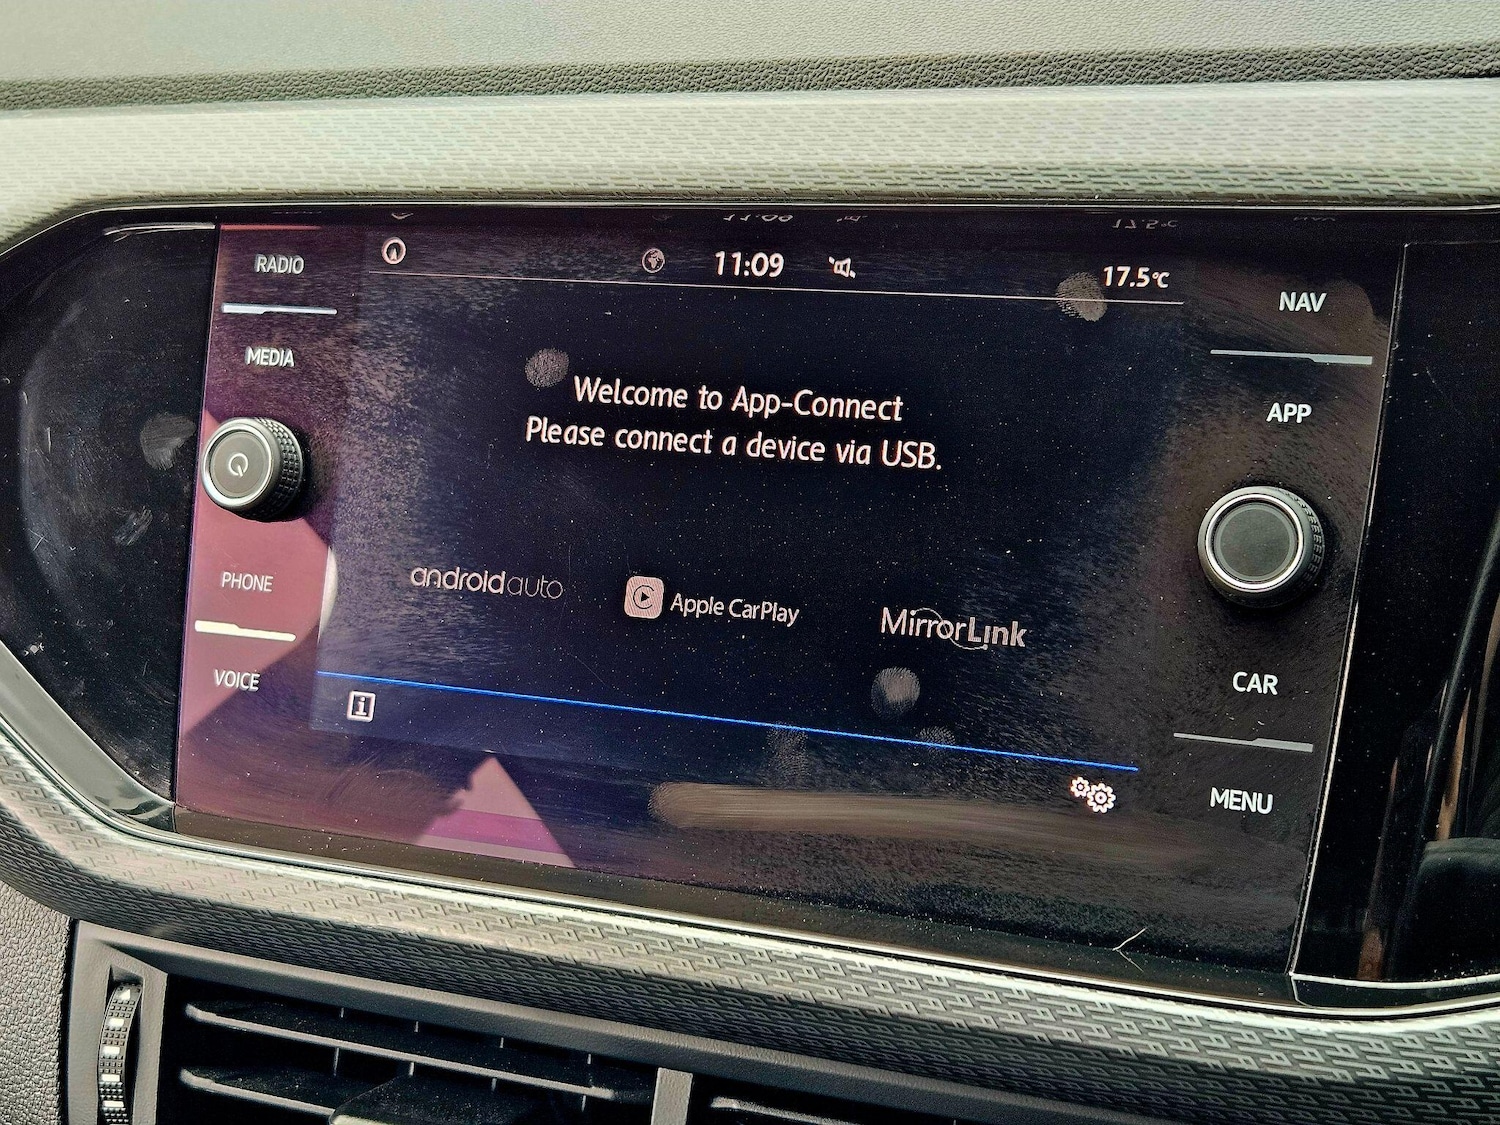 RADIO
11:09
17.5°C
NAV
MEDIA
Welcome to App-Connect
APP
Please connect a device via USB.
PHONE
androidauto
Apple CarPlay
MirrorLink
VOICE
CAR
i
MENU